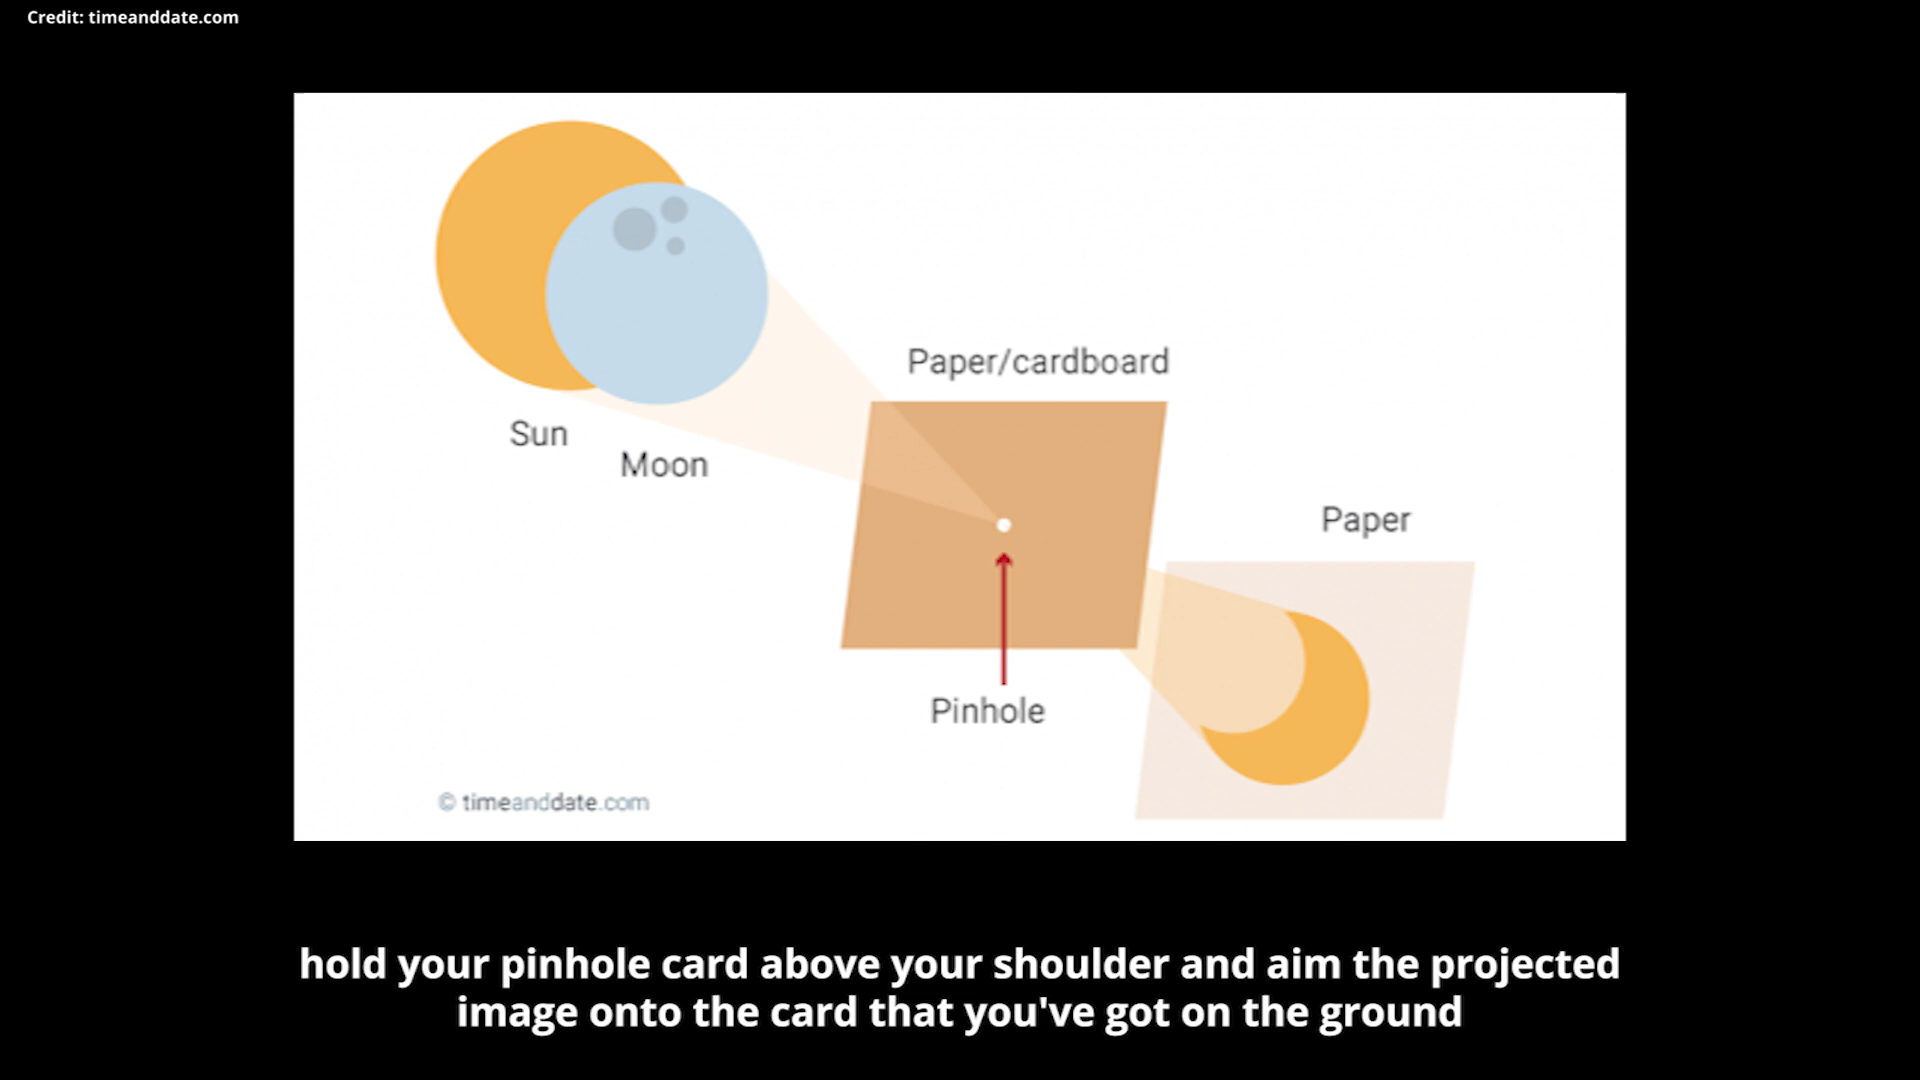 Credit: timeanddate.com
Paper/cardboard
Sun
Moon
Paper
Pinhole
© timeanddate.com
hold your pinhole card above your shoulder and aim the projected
image onto the card that you've got on the ground